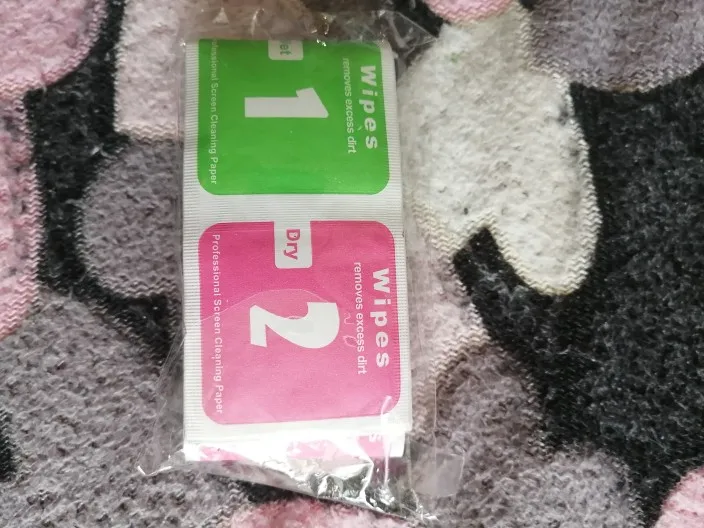 Wipes
removes excess dirt
1
Professional Screen Cleaning Paper
Wipes
removes excess dirt
Dry
2
Professional Screen Cleaning Paper